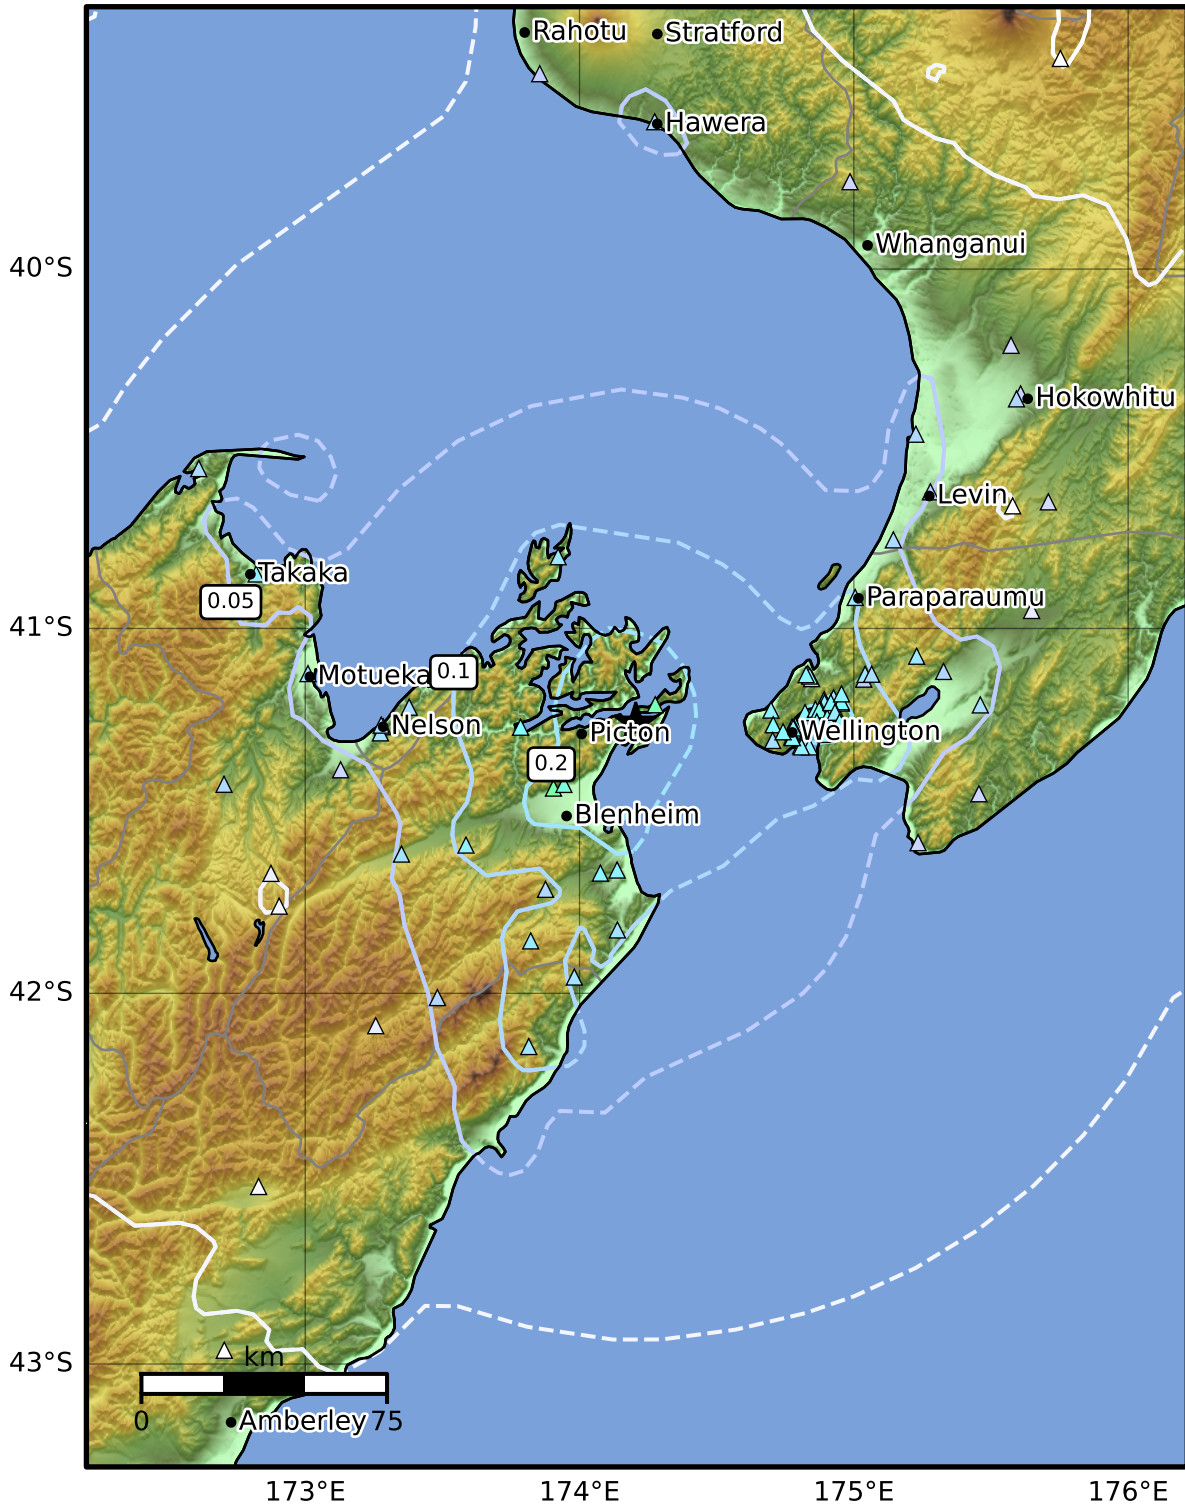 Rahotu
Stratford
Hawera
Whanganui
40°S
Hokowhitu
Levin
Takaka
0.05
Paraparaumu
41°S
Motueka
0.1
Nelson
Picton
Wellington
0.2
Blenheim
42°S
43°S
km
0
75
Amberley
173°E
174°E
175°E
176°E